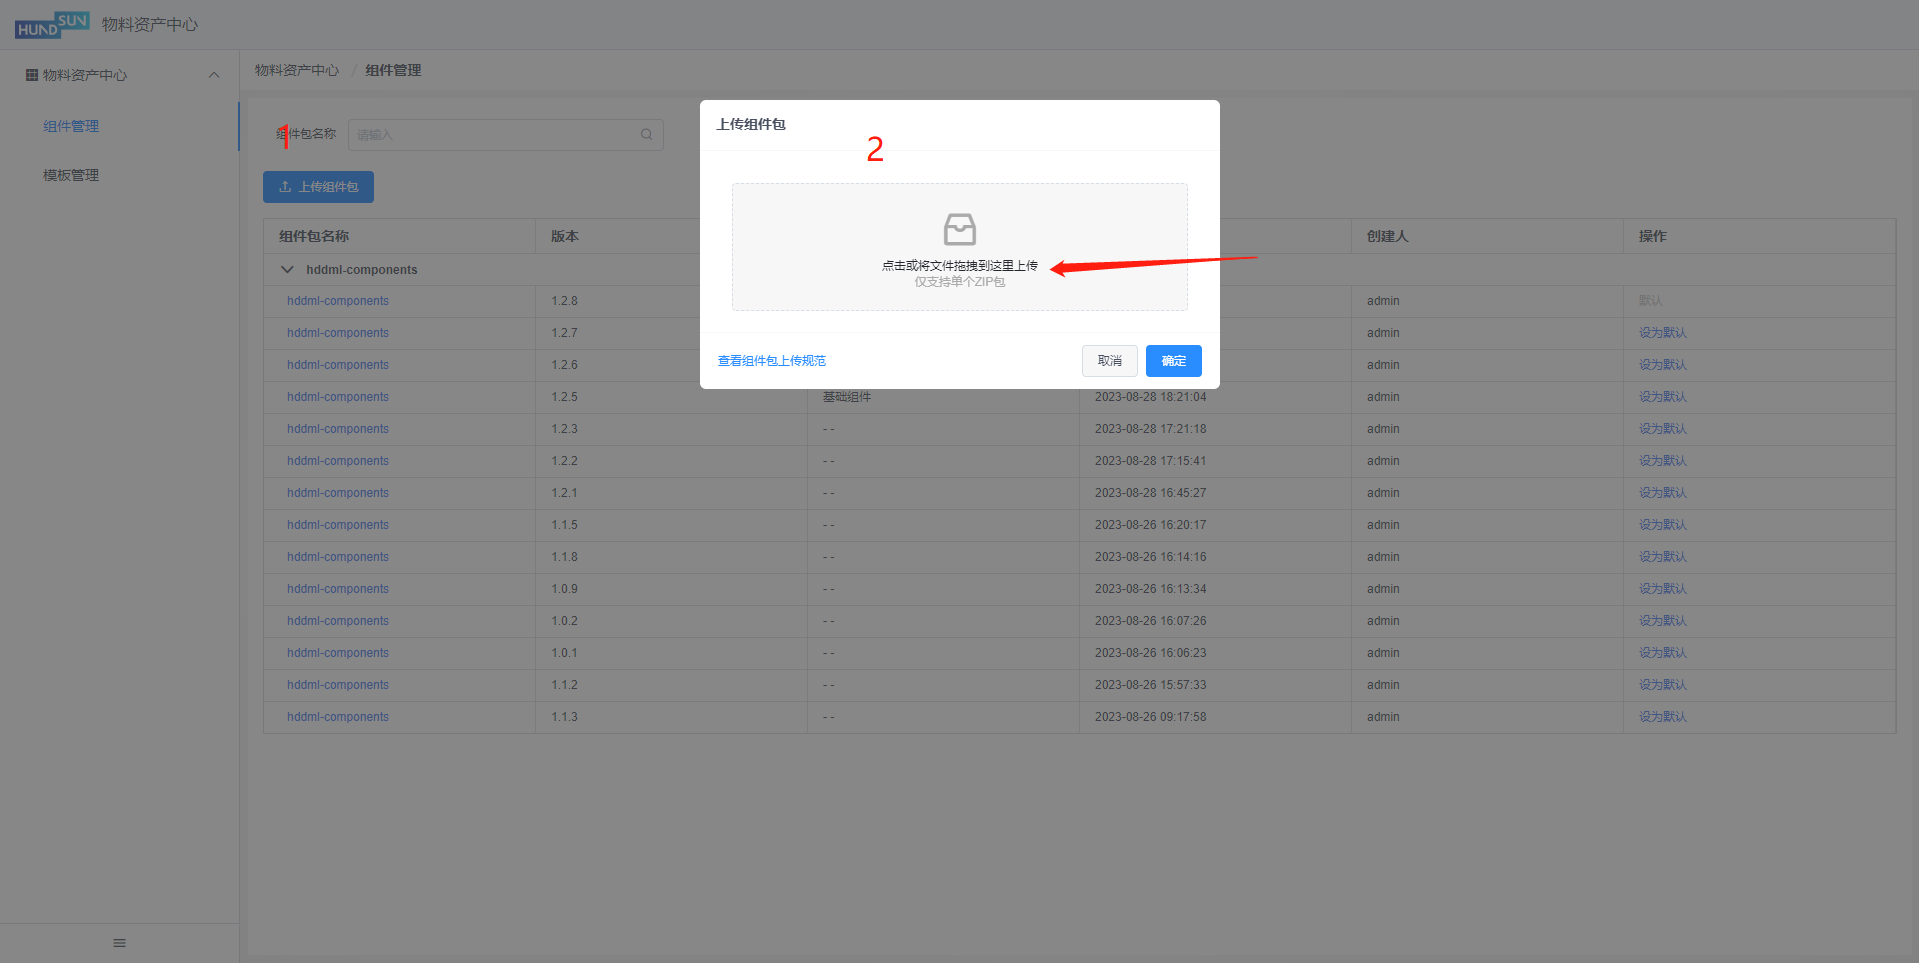 HUNDSUN 物料资产中心
物料资产中心
组件管理
模板管理
物料资产中心 / 组件管理
1
组件包名称 请输入
上传组件包
上传组件包
2
点击或将文件拖拽到这里上传
仅支持单个ZIP包
查看组件包上传规范 取消 确定
组件包名称 版本 创建人 操作
hddml-components
hddml-components 1.2.8 admin 默认
hddml-components 1.2.7 admin 设为默认
hddml-components 1.2.6 admin 设为默认
hddml-components 1.2.5 基础组件 2023-08-28 18:21:04 admin 设为默认
hddml-components 1.2.3 - - 2023-08-28 17:21:18 admin 设为默认
hddml-components 1.2.2 - - 2023-08-28 17:15:41 admin 设为默认
hddml-components 1.2.1 - - 2023-08-28 16:45:27 admin 设为默认
hddml-components 1.1.5 - - 2023-08-26 16:20:17 admin 设为默认
hddml-components 1.1.8 - - 2023-08-26 16:14:16 admin 设为默认
hddml-components 1.0.9 - - 2023-08-26 16:13:34 admin 设为默认
hddml-components 1.0.2 - - 2023-08-26 16:07:26 admin 设为默认
hddml-components 1.0.1 - - 2023-08-26 16:06:23 admin 设为默认
hddml-components 1.1.2 - - 2023-08-26 15:57:33 admin 设为默认
hddml-components 1.1.3 - - 2023-08-26 09:17:58 admin 设为默认